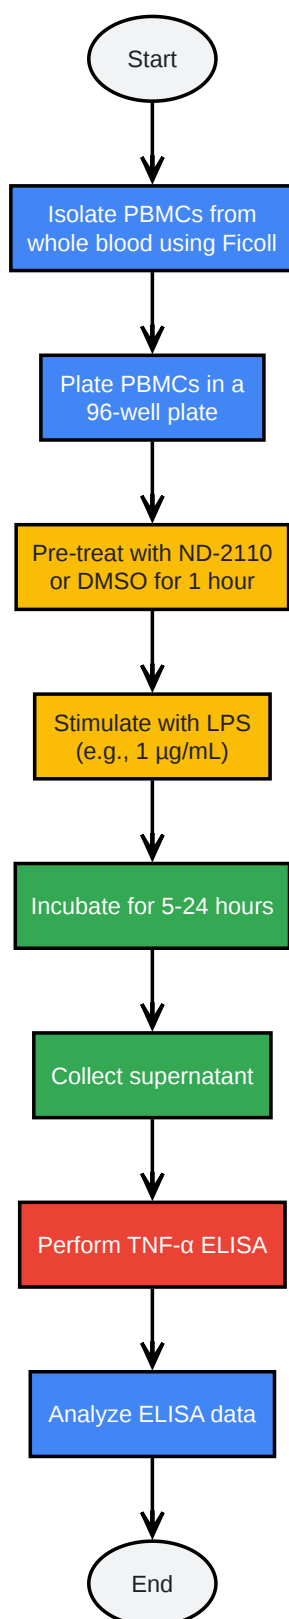 Start
Isolate PBMCs from
whole blood using Ficoll
Plate PBMCs in a
96-well plate
Pre-treat with ND-2110
or DMSO for 1 hour
Stimulate with LPS
(e.g., 1 µg/mL)
Incubate for 5-24 hours
Collect supernatant
Perform TNF-α ELISA
Analyze ELISA data
End